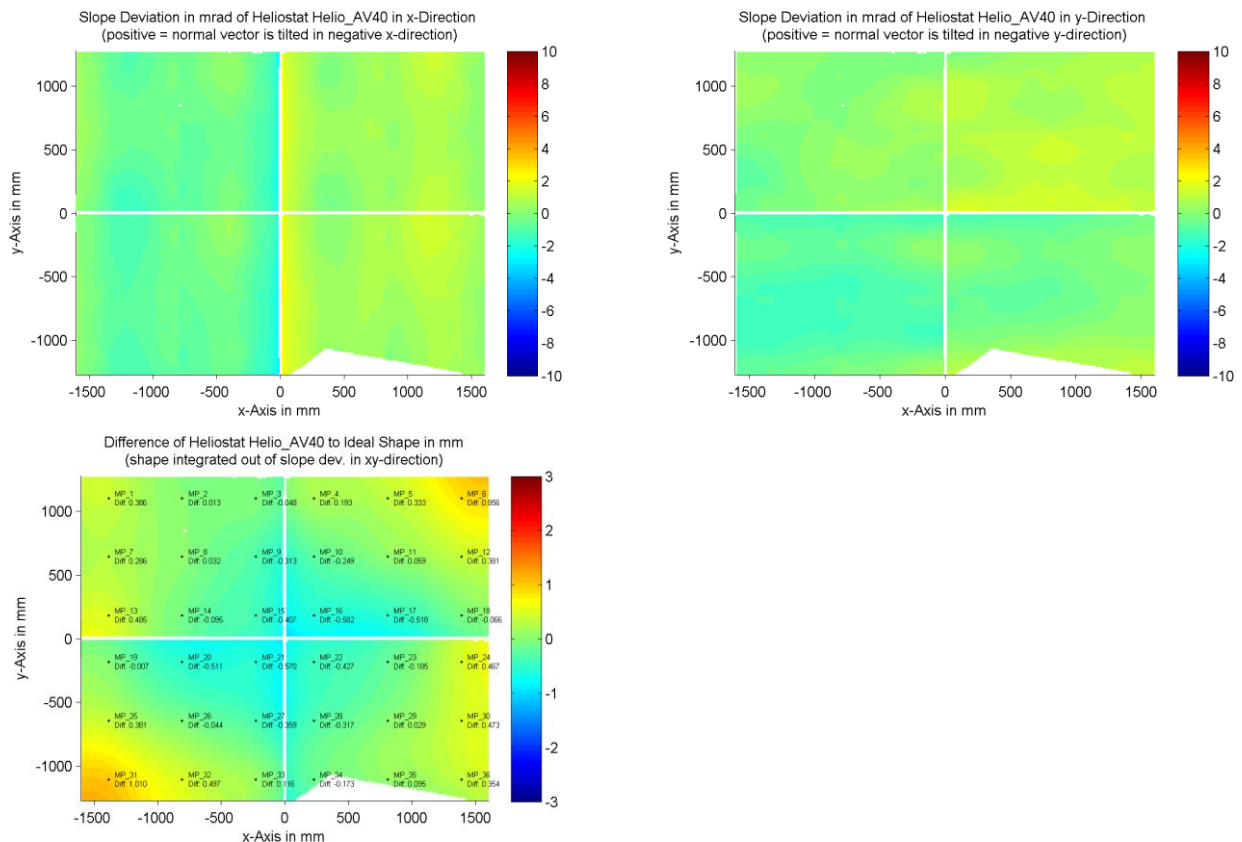 Slope Deviation in mrad of Heliostat Helio_AV40 in x-Direction
(positive = normal vector is tilted in negative x-direction)
y-Axis in mm
1000
500
0
-500
-1000
-1500 -1000 -500 0 500 1000 1500
x-Axis in mm
10
8
6
4
2
0
-2
-4
-6
-8
-10
Slope Deviation in mrad of Heliostat Helio_AV40 in y-Direction
(positive = normal vector is tilted in negative y-direction)
y-Axis in mm
1000
500
0
-500
-1000
-1500 -1000 -500 0 500 1000 1500
x-Axis in mm
10
8
6
4
2
0
-2
-4
-6
-8
-10
Difference of Heliostat Helio_AV40 to Ideal Shape in mm
(shape integrated out of slope dev. in xy-direction)
y-Axis in mm
1000
500
0
-500
-1000
MP_1 MP_2 MP_3 MP_4 MP_5 MP_6
Diff: 0.386 Diff: 0.013 Diff: -0.048 Diff: 0.193 Diff: 0.333 Diff:
MP_7 MP_8 MP_9 MP_10 MP_11 MP_12
Diff: 0.286 Diff: 0.032 Diff: -0.313 Diff: -0.249 Diff: 0.059 Diff: 0.381
MP_13 MP_14 MP_15 MP_16 MP_17 MP_18
Diff: 0.485 Diff: -0.095 Diff: -0.407 Diff: -0.582 Diff: -0.518 Diff: -0.066
MP_19 MP_20 MP_21 MP_22 MP_23 MP_24
Diff: -0.007 Diff: -0.511 Diff: -0.570 Diff: -0.427 Diff: -0.185 Diff: 0.467
MP_25 MP_26 MP_27 MP_28 MP_29 MP_30
Diff: 0.381 Diff: -0.044 Diff: -0.359 Diff: -0.317 Diff: 0.029 Diff: 0.473
MP_31 MP_32 MP_33 MP_34 MP_35 MP_36
Diff: 1.010 Diff: 0.497 Diff: 0.116 Diff: -0.173 Diff: 0.095 Diff: 0.354
-1500 -1000 -500 0 500 1000 1500
x-Axis in mm
3
2
1
0
-1
-2
-3